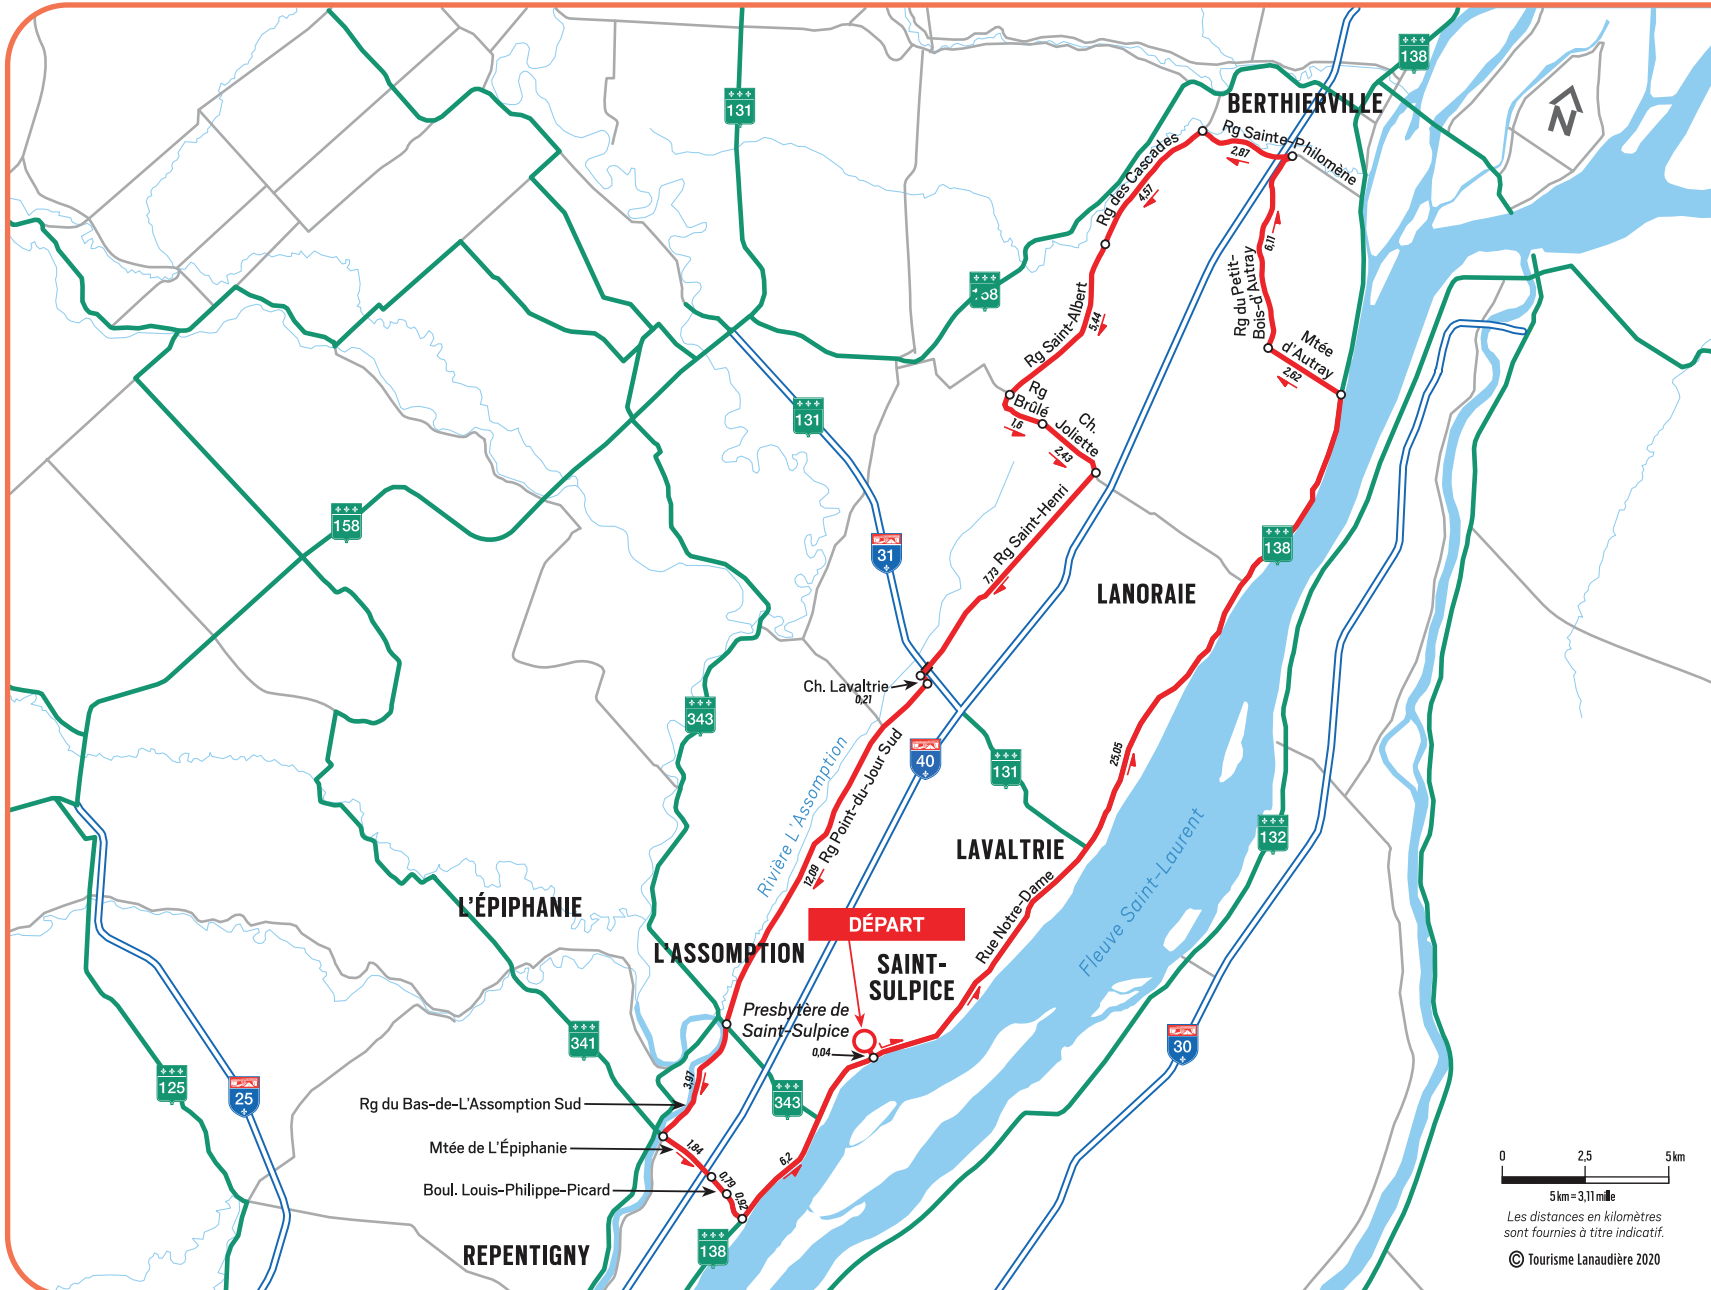 138
BERTHIERVILLE
131
N
Rg Sainte-Philomène
2,87
Rg des Cascades
4,57
6,11
Rg du Petit-
Bois-d'Autray
Rg Saint-Albert
5,44
Mtée
d'Autray
2,62
Rg
Brûlé
1,6
Ch.
Joliette
2,43
131
158
Rg Saint-Henri
7,73
31
138
LANORAIE
Ch. Lavaltrie
0,21
343
40
131
25,05
Rivière L'Assomption
Rg Point-du-Jour Sud
12,09
132
LAVALTRIE
Fleuve Saint-Laurent
Rue Notre-Dame
L'ÉPIPHANIE
DÉPART
L'ASSOMPTION
SAINT-
SULPICE
Presbytère de
Saint-Sulpice
0,04
341
30
125
25
343
3,97
Rg du Bas-de-L'Assomption Sud
Mtée de L'Épiphanie
1,84
Boul. Louis-Philippe-Picard
0,79
0,92
6,2
REPENTIGNY
138
0 2,5 5 km
5 km = 3,11 mille
Les distances en kilomètres
sont fournies à titre indicatif.
© Tourisme Lanaudière 2020